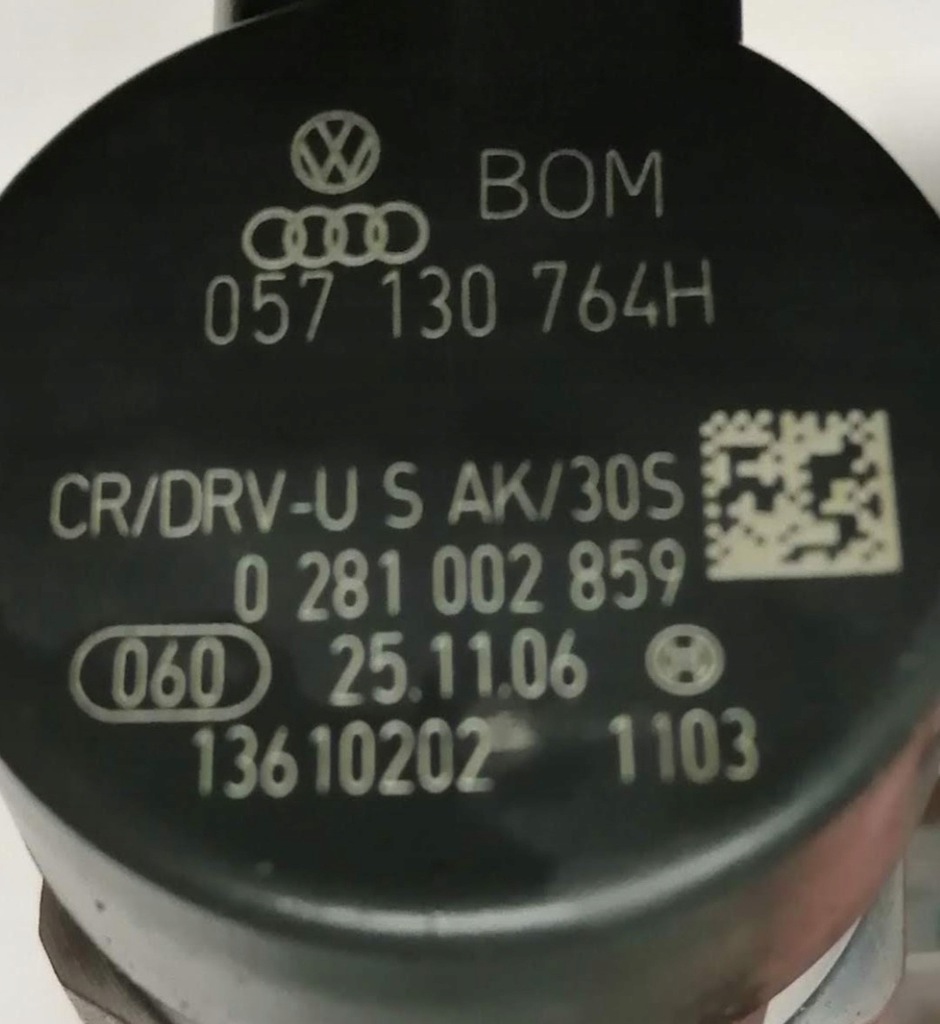 BOM
057 130 764H
CR/DRV-U S AK/30S
0 281 002 859
060 25.11.06
13610202 1103